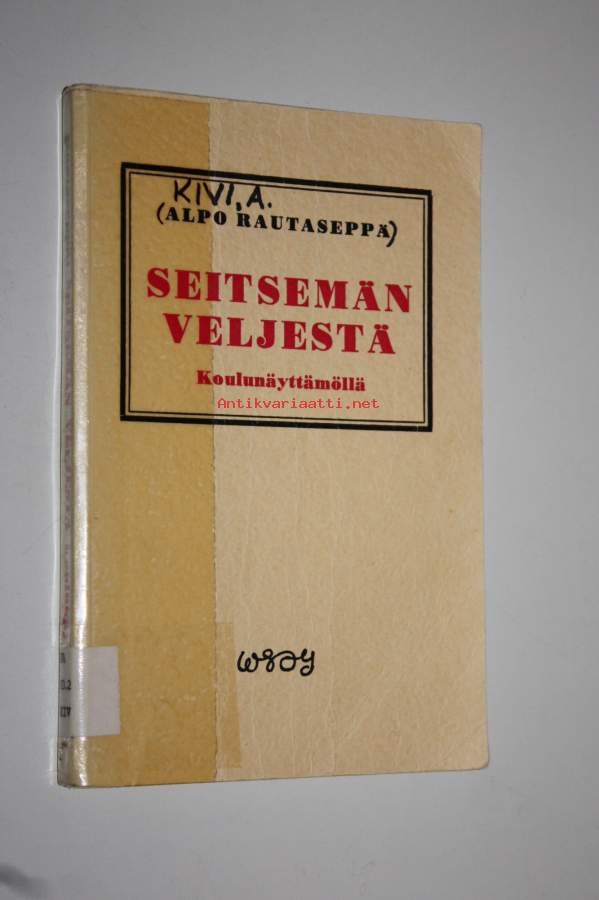 KIVI, A.
(ALPO RAUTASEPPÄ)
SEITSEMÄN
VELJESTÄ
Koulunäyttämöllä
Antikvariaatti.net
WSOY